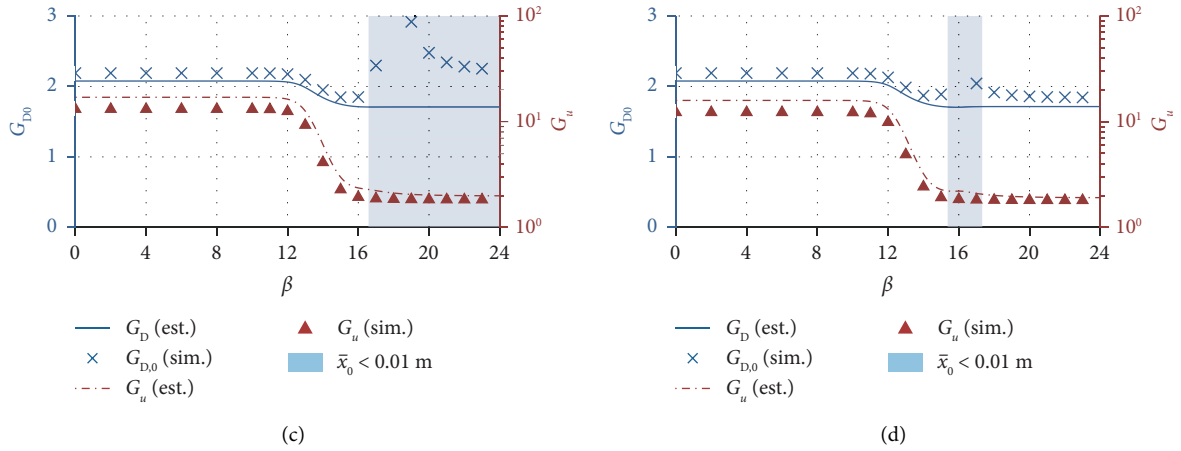 3
2
1
0
G_D0
10^2
10^1
10^0
G_u
0 4 8 12 16 20 24
β
G_D (est.)
G_D,0 (sim.)
G_u (est.)
G_u (sim.)
x̄_0 < 0.01 m
(c)
3
2
1
0
G_D0
10^2
10^1
10^0
G_u
0 4 8 12 16 20 24
β
G_D (est.)
G_D,0 (sim.)
G_u (est.)
G_u (sim.)
x̄_0 < 0.01 m
(d)